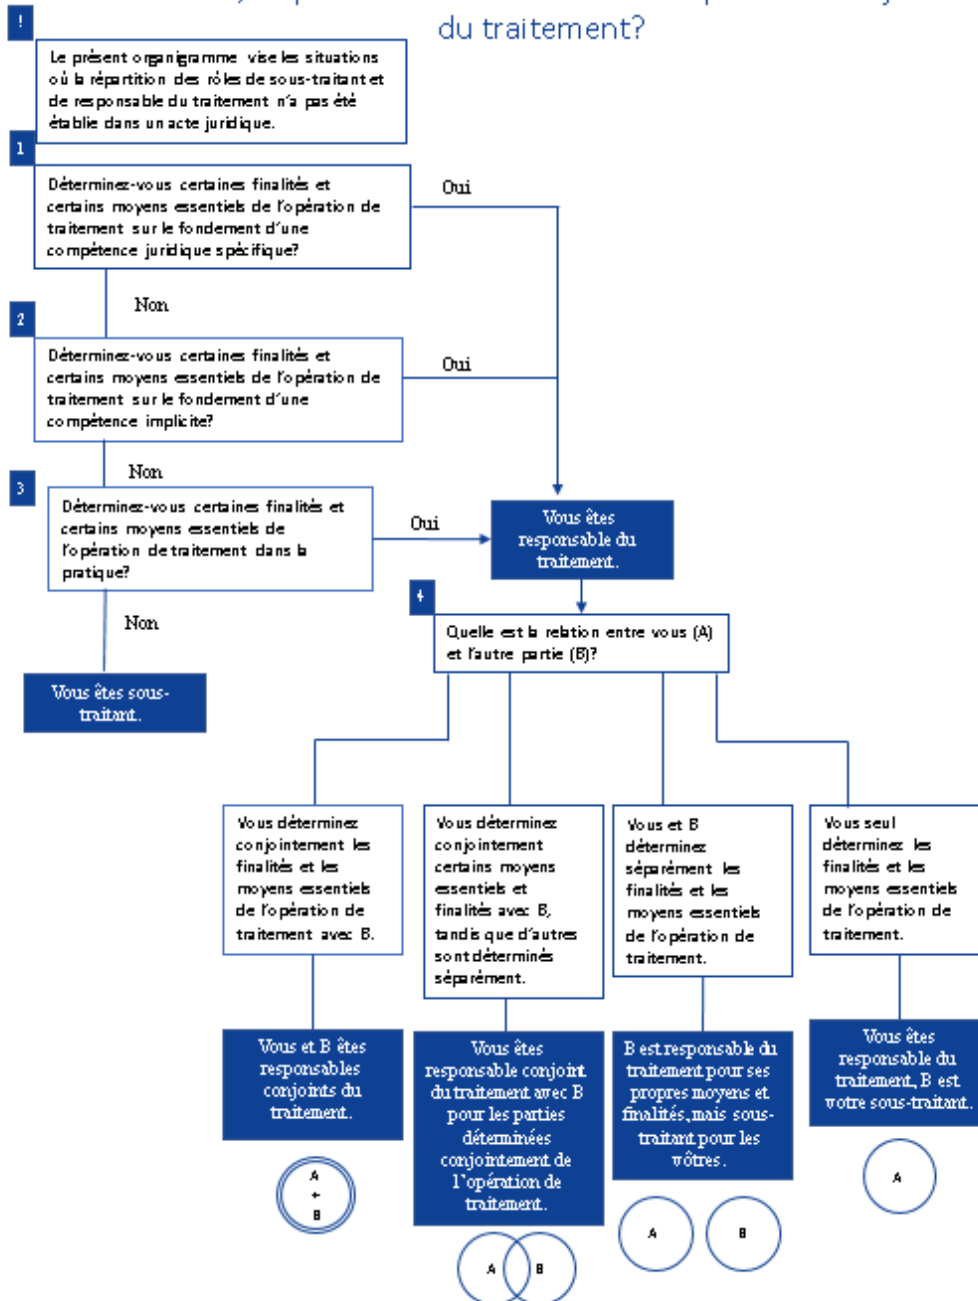 du traitement?
!
Le présent organigramme vise les situations
où la répartition des rôles de sous-traitant et
de responsable du traitement n'a pas été
établie dans un acte juridique.
1
Déterminez-vous certaines finalités et
certains moyens essentiels de l'opération de
traitement sur le fondement d'une
compétence juridique spécifique?
Oui
Non
2
Déterminez-vous certaines finalités et
certains moyens essentiels de l'opération de
traitement sur le fondement d'une
compétence implicite?
Oui
Non
3
Déterminez-vous certaines finalités et
certains moyens essentiels de
l'opération de traitement dans la
pratique?
Oui
Vous êtes
responsable du
traitement.
Non
Vous êtes sous-
traitant.
4
Quelle est la relation entre vous (A)
et l'autre partie (B)?
Vous déterminez
conjointement les
finalités et les
moyens essentiels
de l'opération de
traitement avec B.
Vous déterminez
conjointement
certains moyens
essentiels et
finalités avec B,
tandis que d'autres
sont déterminés
séparément.
Vous et B
déterminez
séparément les
finalités et les
moyens essentiels
de l'opération de
traitement.
Vous seul
déterminez les
finalités et les
moyens essentiels
de l'opération de
traitement.
Vous et B êtes
responsables
conjoints du
traitement.
Vous êtes
responsable conjoint
du traitement avec B
pour les parties
déterminées
conjointement de
l'opération de
traitement.
B est responsable du
traitement pour ses
propres moyens et
finalités, mais sous-
traitant pour les
vôtres.
Vous êtes
responsable du
traitement, B est
votre sous-traitant.
A
+
B
A B
A
B
A